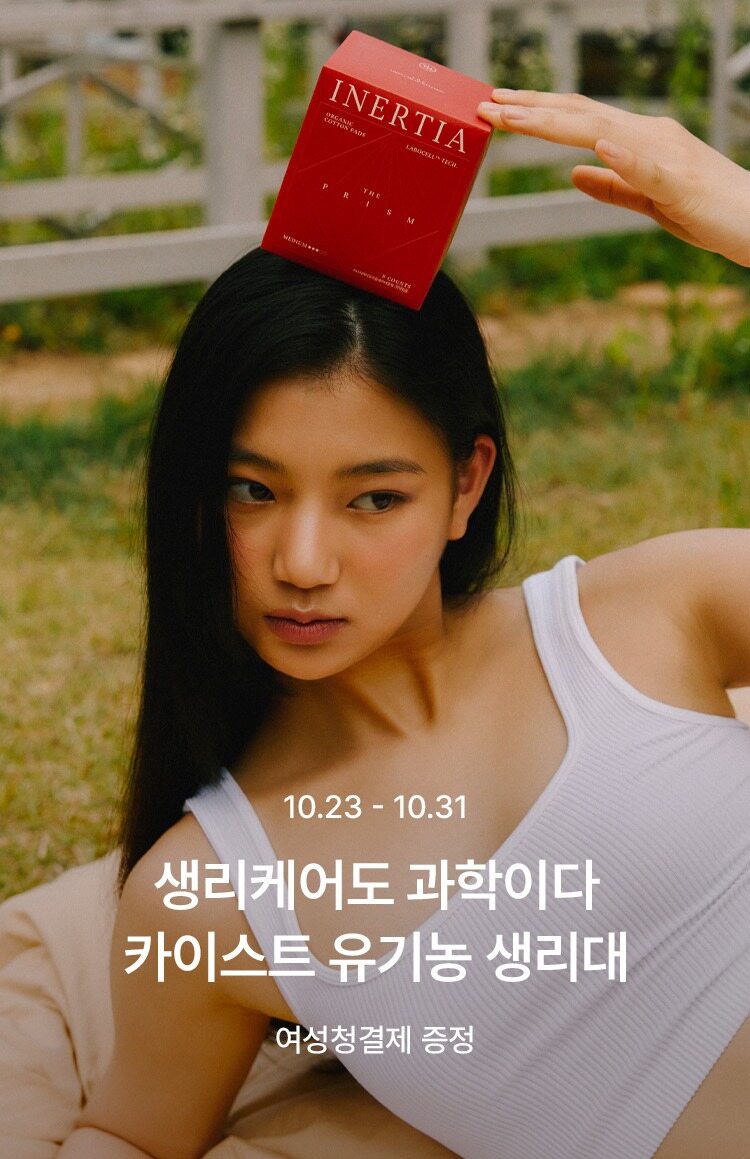 INERTIA
ORGANIC
COTTON PADS
LABOCELL™ TECH.
THE
PRISM
MEDIUM
8 COUNTS
10.23 - 10.31
생리케어도 과학이다
카이스트 유기농 생리대
여성청결제 증정